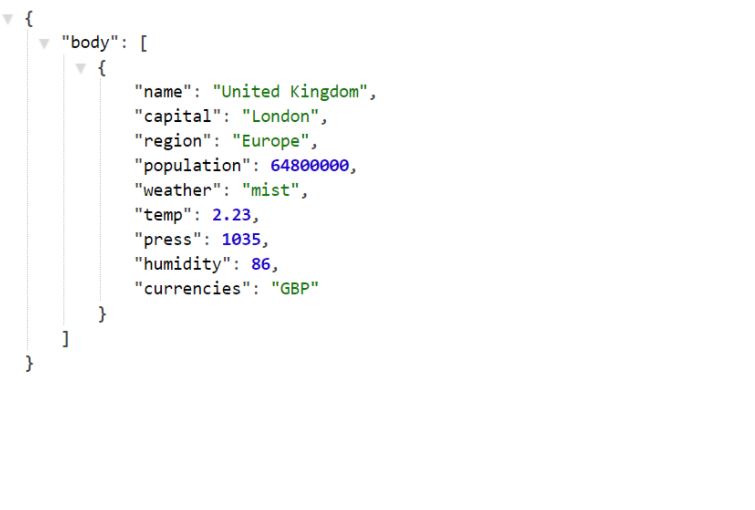 {
"body": [
{
"name": "United Kingdom",
"capital": "London",
"region": "Europe",
"population": 64800000,
"weather": "mist",
"temp": 2.23,
"press": 1035,
"humidity": 86,
"currencies": "GBP"
}
]
}